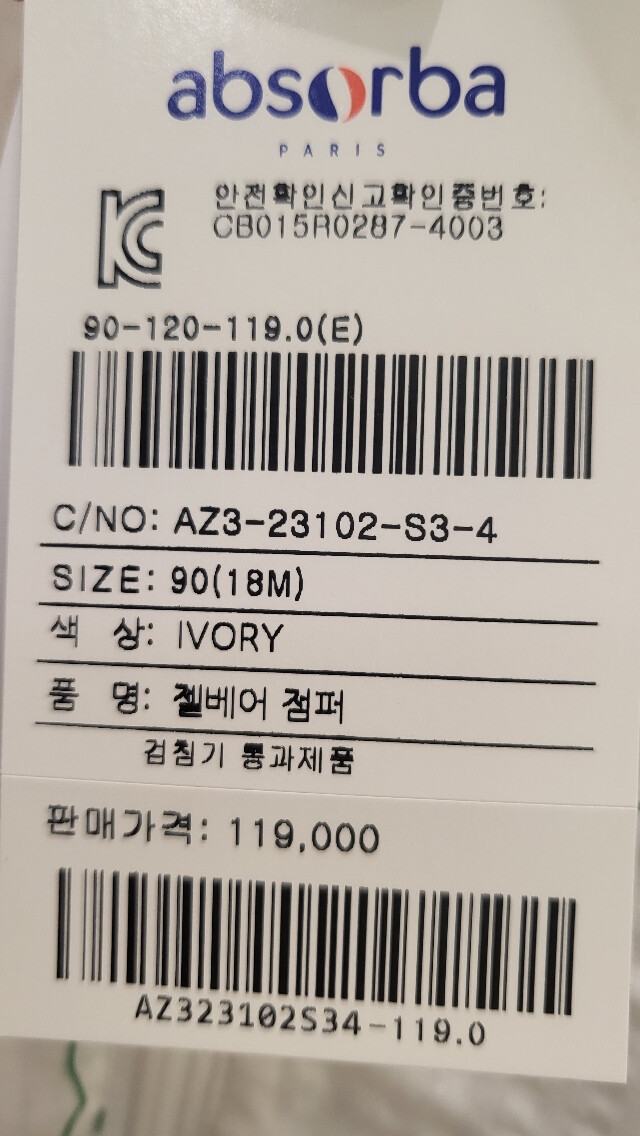 absorba
PARIS
안전확인신고확인증번호:
CB015R0287-4003
90-120-119.0(E)
C/NO: AZ3-23102-S3-4
SIZE: 90(18M)
색 상: IVORY
품 명: 젤베어 점퍼
검침기 통과제품
판매가격: 119,000
AZ323102S34-119.0